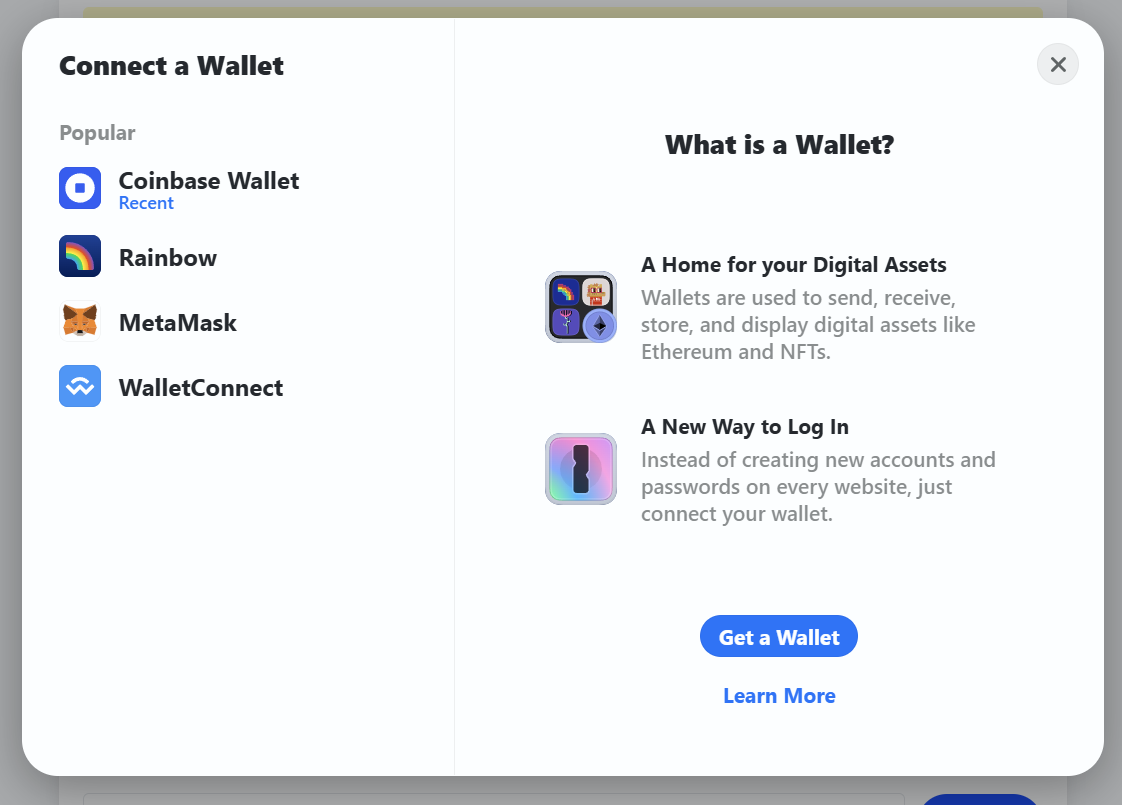 Connect a Wallet
Popular
Coinbase Wallet
Recent
Rainbow
MetaMask
WalletConnect
What is a Wallet?
A Home for your Digital Assets
Wallets are used to send, receive,
store, and display digital assets like
Ethereum and NFTs.
A New Way to Log In
Instead of creating new accounts and
passwords on every website, just
connect your wallet.
Get a Wallet
Learn More